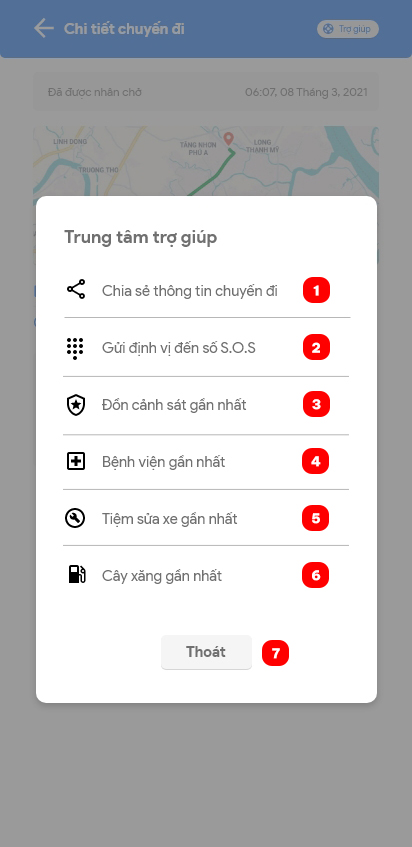 Chi tiết chuyến đi
Trợ giúp
Đã được nhận chở
06:07, 08 Tháng 3, 2021
LINH DONG
TĂNG NHƠN
PHÚ A
LONG
THANH MỸ
TRUONG THO
Trung tâm trợ giúp
Chia sẻ thông tin chuyến đi
1
Gửi định vị đến số S.O.S
2
Đồn cảnh sát gần nhất
3
Bệnh viện gần nhất
4
Tiệm sửa xe gần nhất
5
Cây xăng gần nhất
6
Thoát
7